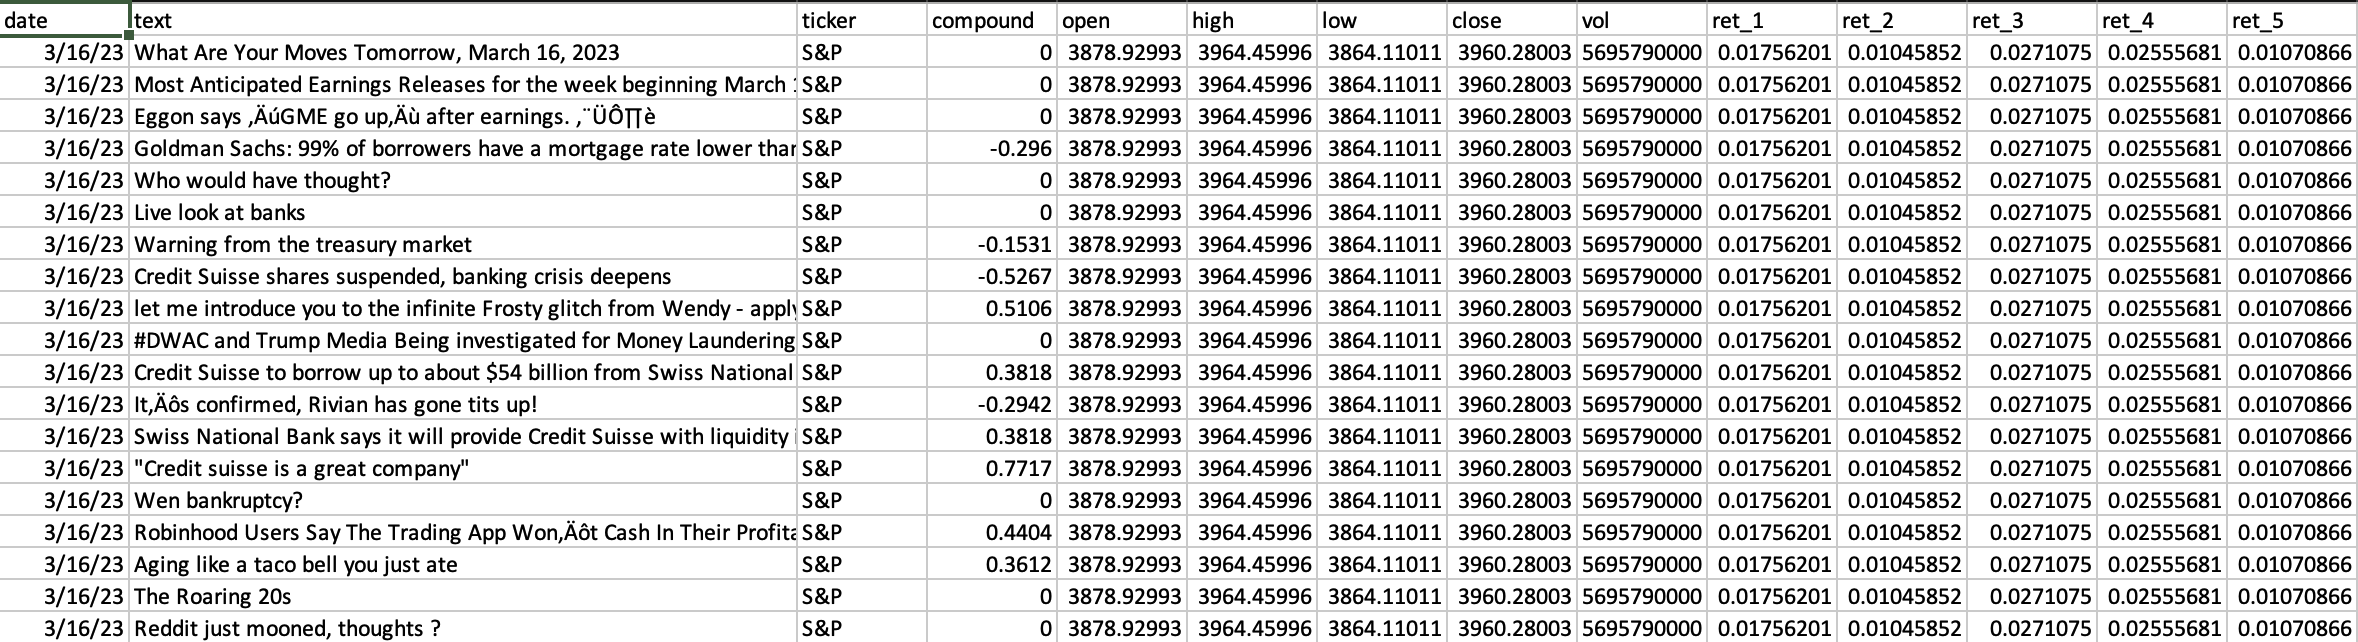 date text ticker compound open high low close vol ret_1 ret_2 ret_3 ret_4 ret_5
3/16/23 What Are Your Moves Tomorrow, March 16, 2023 S&P 0 3878.92993 3964.45996 3864.11011 3960.28003 5695790000 0.01756201 0.01045852 0.0271075 0.02555681 0.01070866
3/16/23 Most Anticipated Earnings Releases for the week beginning March S&P 0 3878.92993 3964.45996 3864.11011 3960.28003 5695790000 0.01756201 0.01045852 0.0271075 0.02555681 0.01070866
3/16/23 Eggon says ‚ÄúGME go up‚Äù after earnings. ‚¨ÜÔ∏è S&P 0 3878.92993 3964.45996 3864.11011 3960.28003 5695790000 0.01756201 0.01045852 0.0271075 0.02555681 0.01070866
3/16/23 Goldman Sachs: 99% of borrowers have a mortgage rate lower than S&P -0.296 3878.92993 3964.45996 3864.11011 3960.28003 5695790000 0.01756201 0.01045852 0.0271075 0.02555681 0.01070866
3/16/23 Who would have thought? S&P 0 3878.92993 3964.45996 3864.11011 3960.28003 5695790000 0.01756201 0.01045852 0.0271075 0.02555681 0.01070866
3/16/23 Live look at banks S&P 0 3878.92993 3964.45996 3864.11011 3960.28003 5695790000 0.01756201 0.01045852 0.0271075 0.02555681 0.01070866
3/16/23 Warning from the treasury market S&P -0.1531 3878.92993 3964.45996 3864.11011 3960.28003 5695790000 0.01756201 0.01045852 0.0271075 0.02555681 0.01070866
3/16/23 Credit Suisse shares suspended, banking crisis deepens S&P -0.5267 3878.92993 3964.45996 3864.11011 3960.28003 5695790000 0.01756201 0.01045852 0.0271075 0.02555681 0.01070866
3/16/23 let me introduce you to the infinite Frosty glitch from Wendy - apply S&P 0.5106 3878.92993 3964.45996 3864.11011 3960.28003 5695790000 0.01756201 0.01045852 0.0271075 0.02555681 0.01070866
3/16/23 #DWAC and Trump Media Being investigated for Money Laundering S&P 0 3878.92993 3964.45996 3864.11011 3960.28003 5695790000 0.01756201 0.01045852 0.0271075 0.02555681 0.01070866
3/16/23 Credit Suisse to borrow up to about $54 billion from Swiss National S&P 0.3818 3878.92993 3964.45996 3864.11011 3960.28003 5695790000 0.01756201 0.01045852 0.0271075 0.02555681 0.01070866
3/16/23 It‚Äôs confirmed, Rivian has gone tits up! S&P -0.2942 3878.92993 3964.45996 3864.11011 3960.28003 5695790000 0.01756201 0.01045852 0.0271075 0.02555681 0.01070866
3/16/23 Swiss National Bank says it will provide Credit Suisse with liquidity S&P 0.3818 3878.92993 3964.45996 3864.11011 3960.28003 5695790000 0.01756201 0.01045852 0.0271075 0.02555681 0.01070866
3/16/23 "Credit suisse is a great company" S&P 0.7717 3878.92993 3964.45996 3864.11011 3960.28003 5695790000 0.01756201 0.01045852 0.0271075 0.02555681 0.01070866
3/16/23 Wen bankruptcy? S&P 0 3878.92993 3964.45996 3864.11011 3960.28003 5695790000 0.01756201 0.01045852 0.0271075 0.02555681 0.01070866
3/16/23 Robinhood Users Say The Trading App Won‚Äôt Cash In Their Profita S&P 0.4404 3878.92993 3964.45996 3864.11011 3960.28003 5695790000 0.01756201 0.01045852 0.0271075 0.02555681 0.01070866
3/16/23 Aging like a taco bell you just ate S&P 0.3612 3878.92993 3964.45996 3864.11011 3960.28003 5695790000 0.01756201 0.01045852 0.0271075 0.02555681 0.01070866
3/16/23 The Roaring 20s S&P 0 3878.92993 3964.45996 3864.11011 3960.28003 5695790000 0.01756201 0.01045852 0.0271075 0.02555681 0.01070866
3/16/23 Reddit just mooned, thoughts ? S&P 0 3878.92993 3964.45996 3864.11011 3960.28003 5695790000 0.01756201 0.01045852 0.0271075 0.02555681 0.01070866